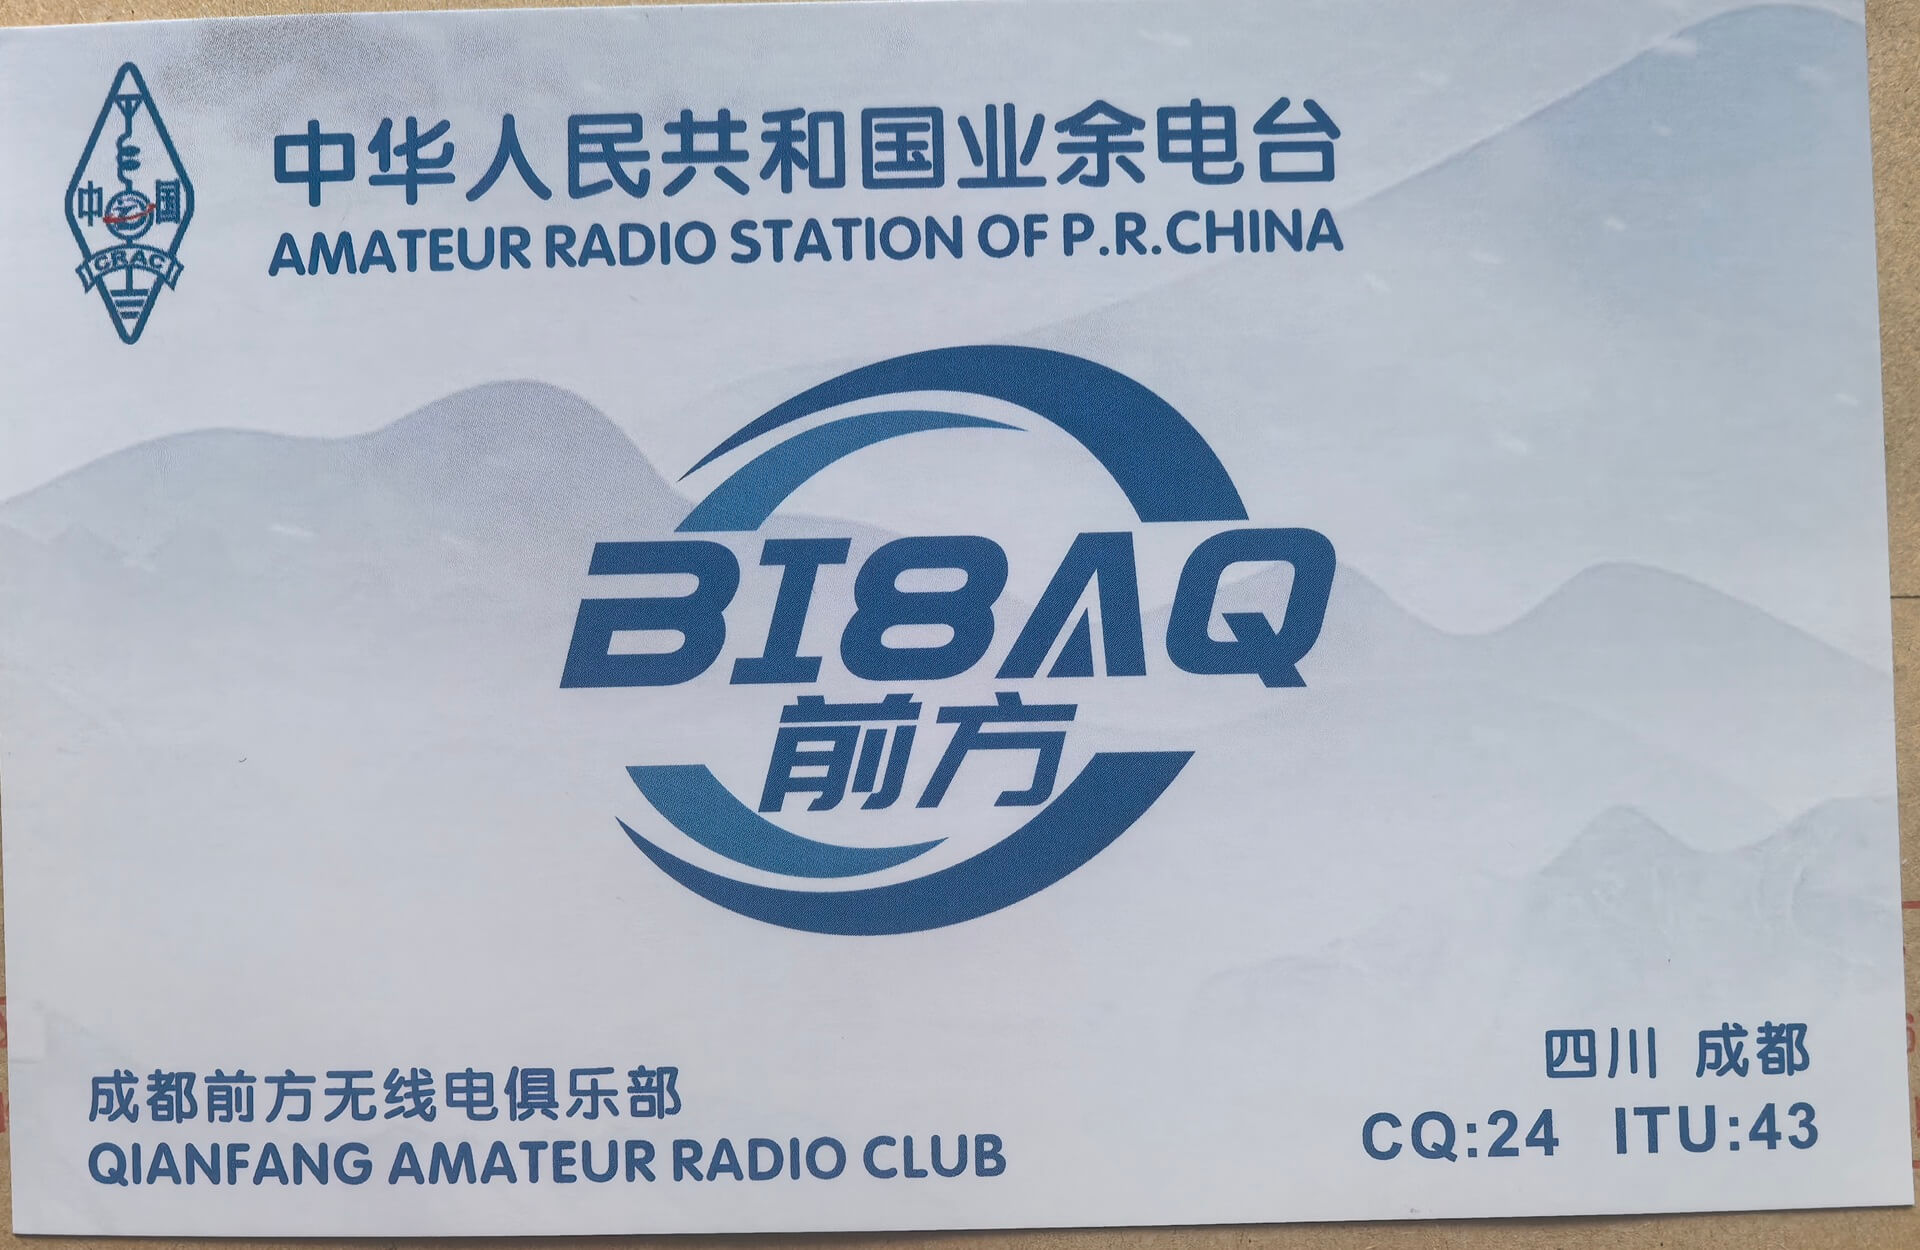 中华人民共和国业余电台
AMATEUR RADIO STATION OF P.R.CHINA
中国
CRAC
BI8AQ
前方
成都前方无线电俱乐部
QIANFANG AMATEUR RADIO CLUB
四川 成都
CQ:24 ITU:43